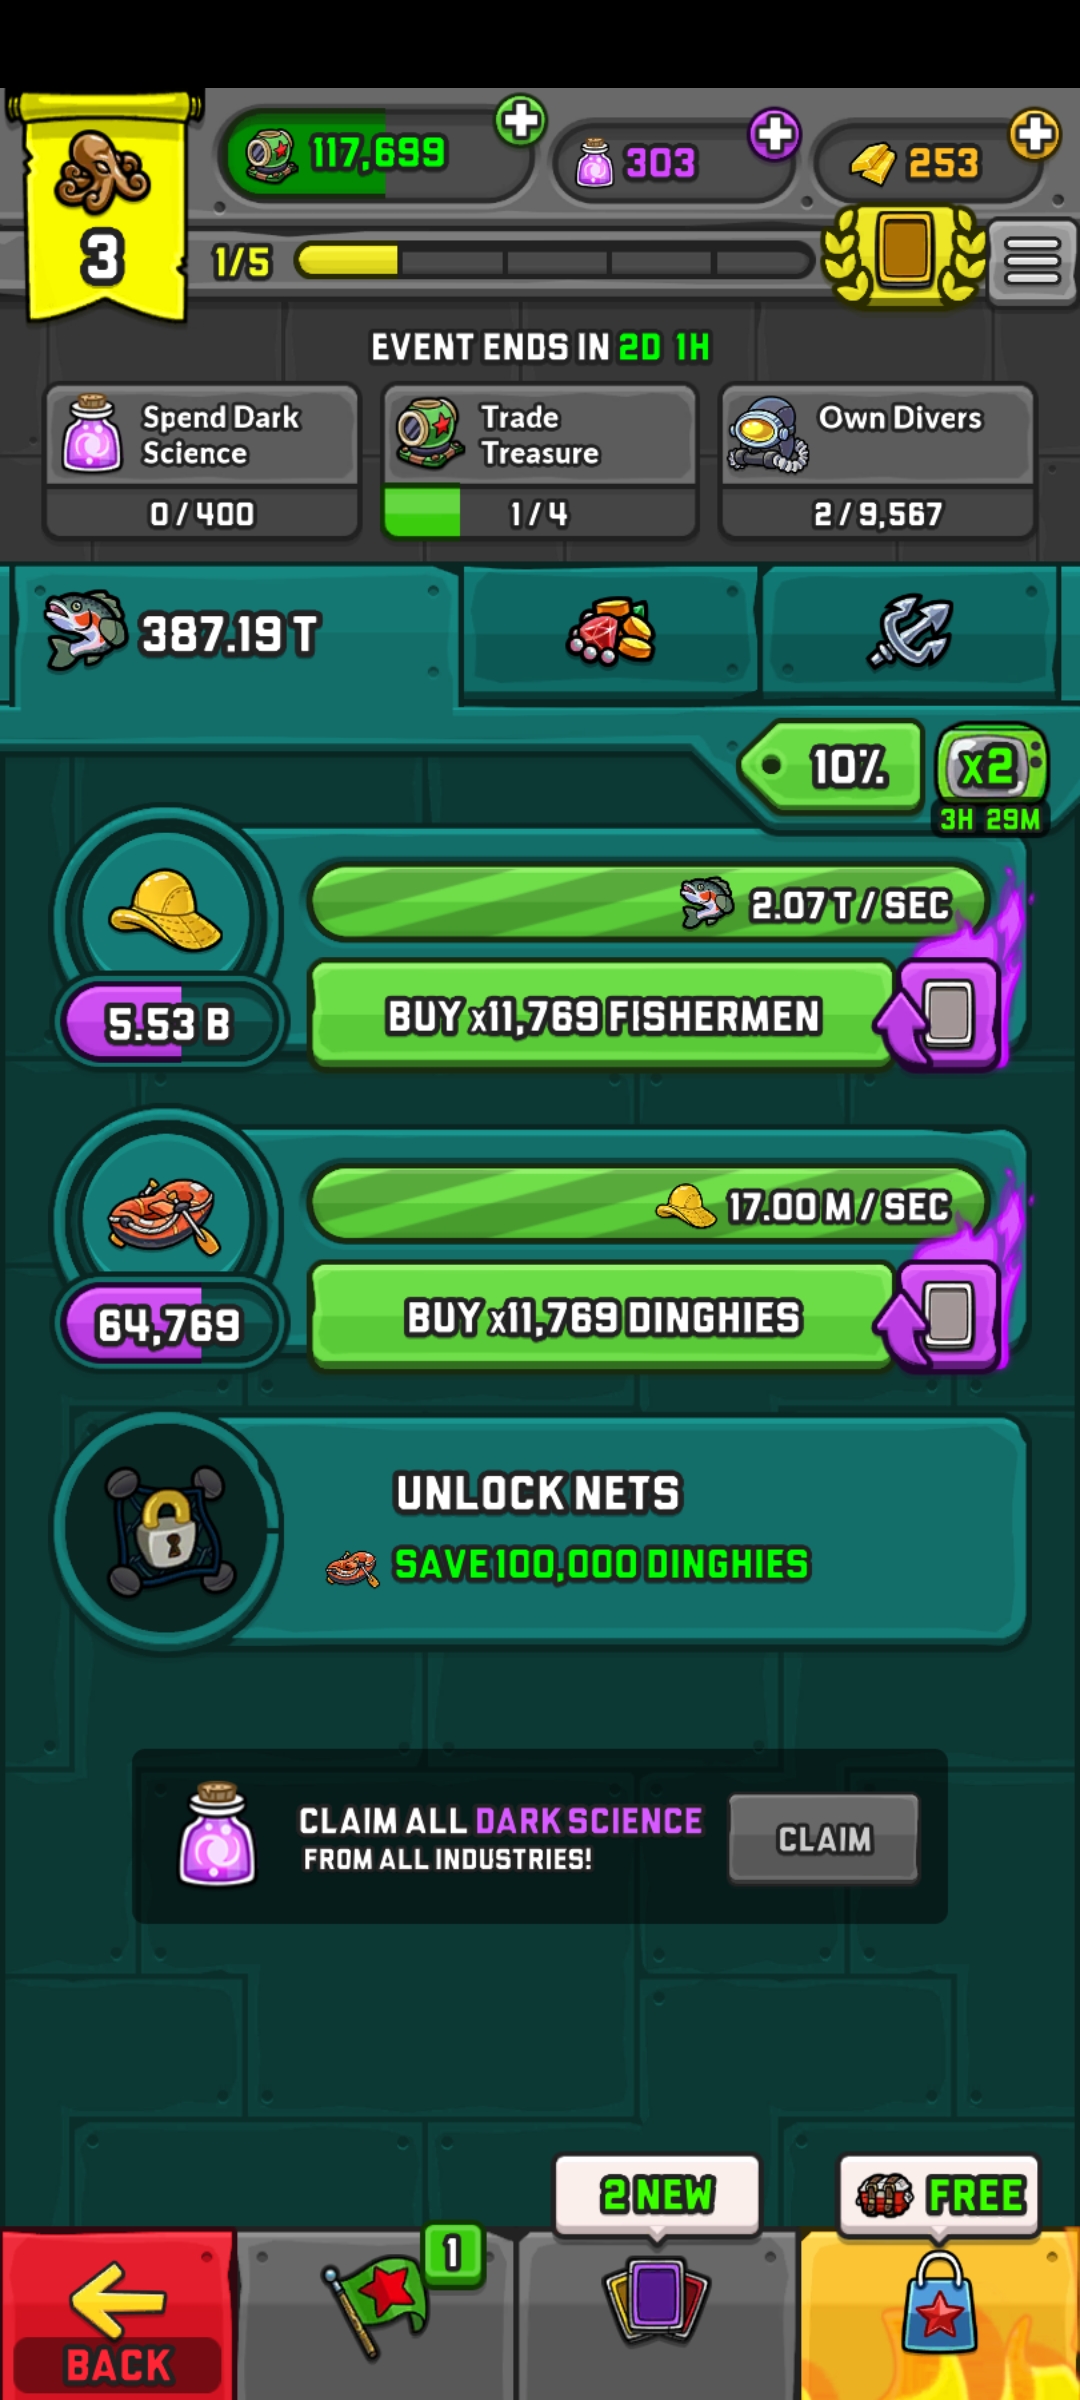 117,699
303
253
3
1/5
EVENT ENDS IN 2D 1H
Spend Dark
Science
0/400
Trade
Treasure
1/4
Own Divers
2/9,567
387.19 T
10%
x2
3H 29M
2.07 T / SEC
5.53 B
BUY x11,769 FISHERMEN
17.00 M / SEC
64,769
BUY x11,769 DINGHIES
UNLOCK NETS
SAVE 100,000 DINGHIES
CLAIM ALL DARK SCIENCE
FROM ALL INDUSTRIES!
CLAIM
2 NEW
FREE
1
BACK